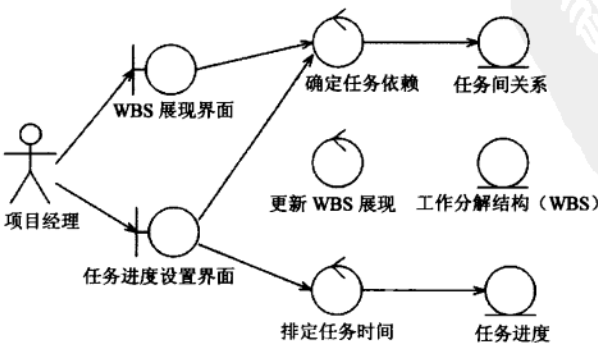 确定任务依赖
任务间关系
WBS 展现界面
项目经理
更新 WBS 展现
工作分解结构（WBS）
任务进度设置界面
排定任务时间
任务进度